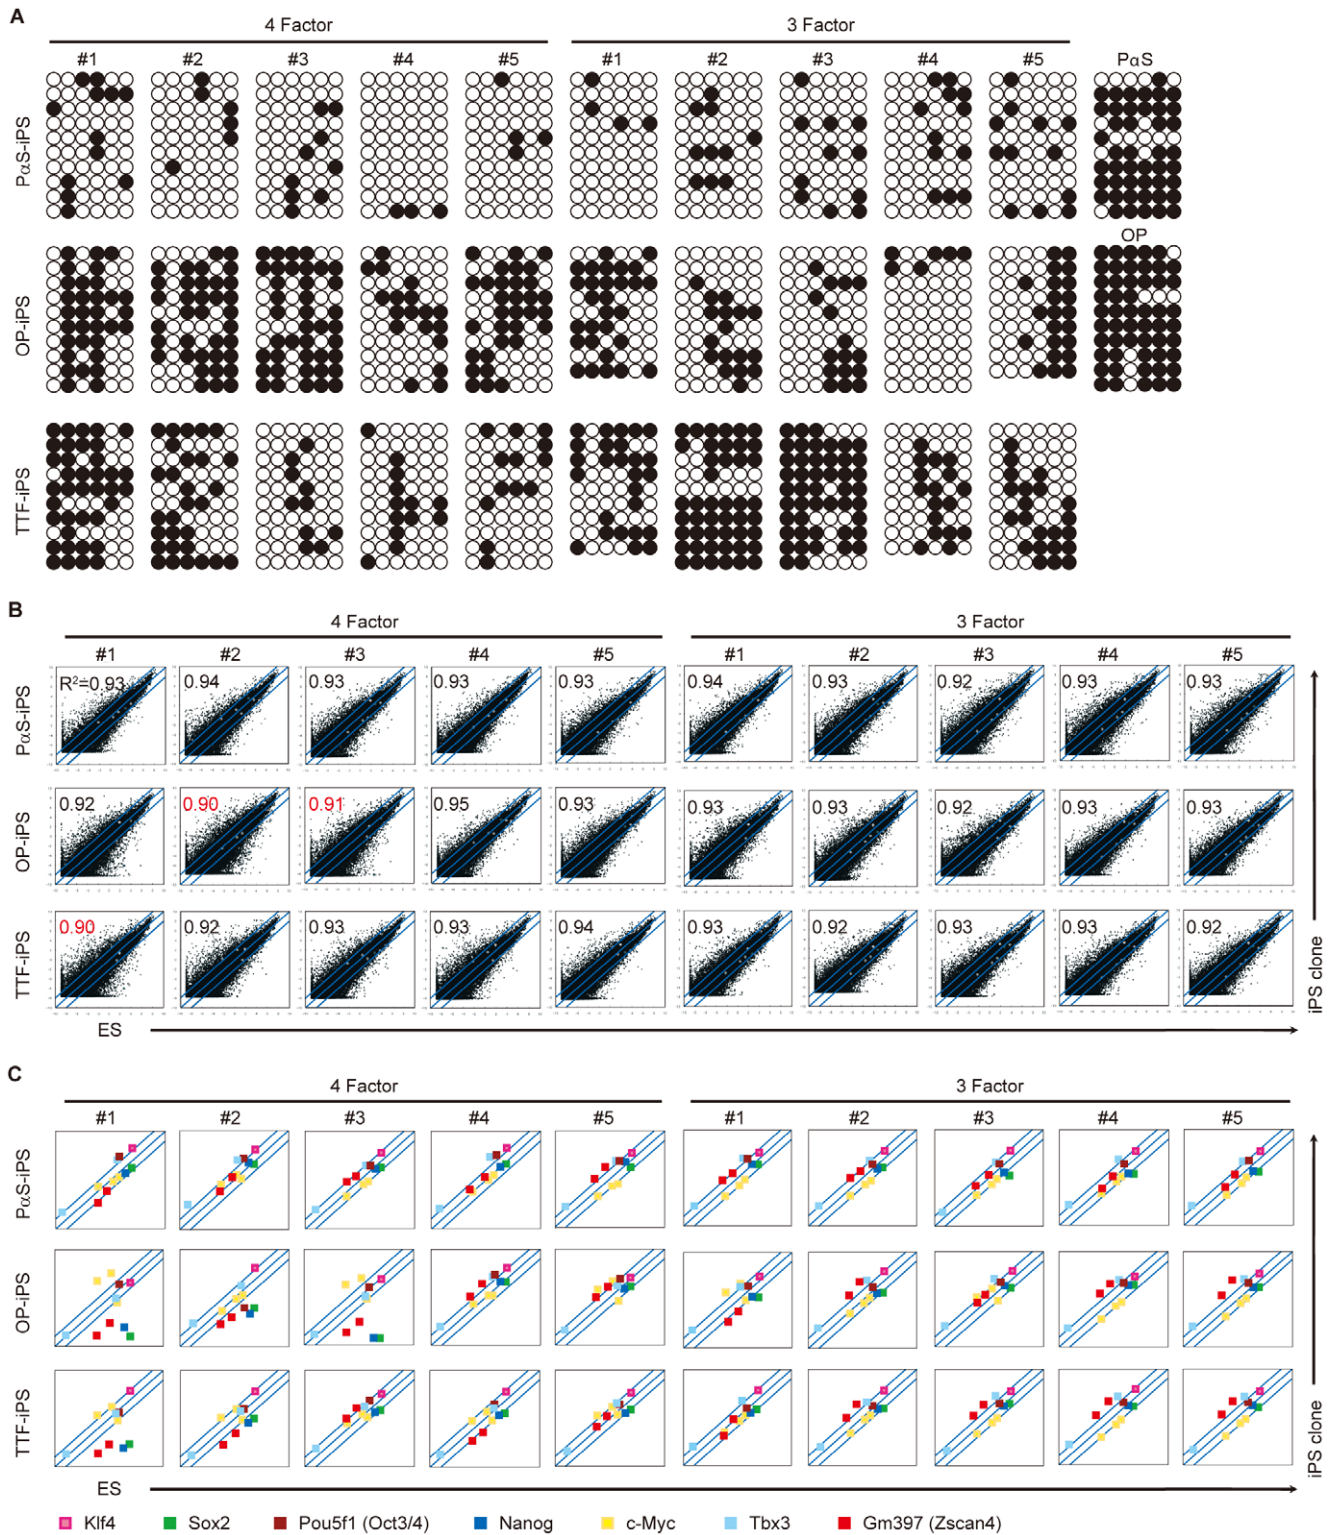 A
4 Factor
3 Factor
#1 #2 #3 #4 #5 #1 #2 #3 #4 #5 PαS
PαS-iPS
OP
OP-iPS
TTF-iPS
B
4 Factor
3 Factor
#1 #2 #3 #4 #5 #1 #2 #3 #4 #5
PαS-iPS
R²=0.93 0.94 0.93 0.93 0.93 0.94 0.93 0.92 0.93 0.93
OP-iPS
0.92 0.90 0.91 0.95 0.93 0.93 0.93 0.92 0.93 0.93
TTF-iPS
0.90 0.92 0.93 0.93 0.94 0.93 0.92 0.93 0.93 0.92
iPS clone
ES
C
4 Factor
3 Factor
#1 #2 #3 #4 #5 #1 #2 #3 #4 #5
PαS-iPS
OP-iPS
TTF-iPS
iPS clone
ES
Klf4 Sox2 Pou5f1 (Oct3/4) Nanog c-Myc Tbx3 Gm397 (Zscan4)